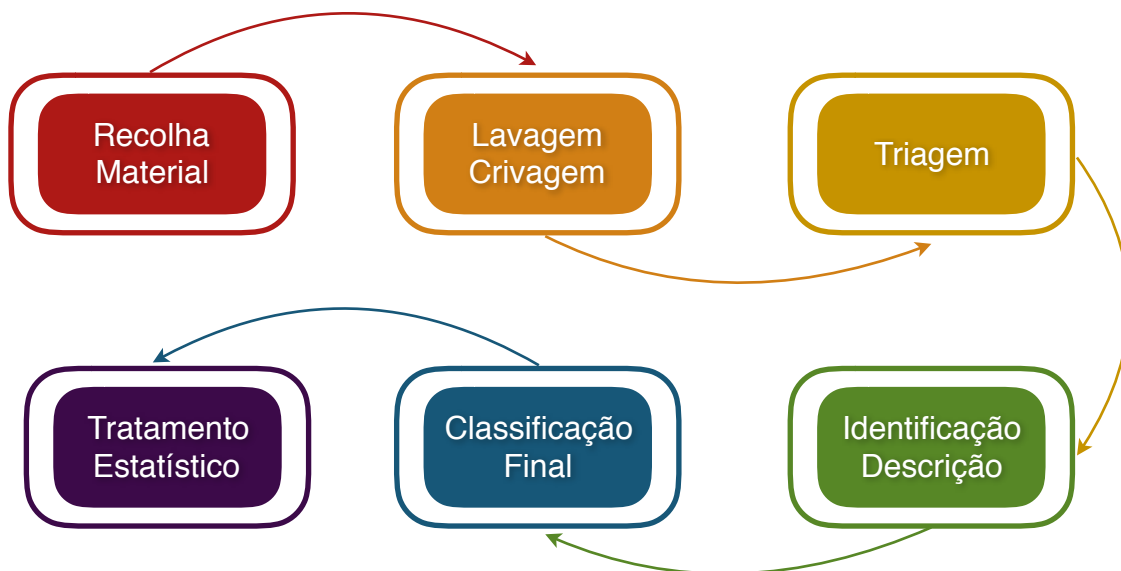 Recolha
Material
Lavagem
Crivagem
Triagem
Identificação
Descrição
Classificação
Final
Tratamento
Estatístico